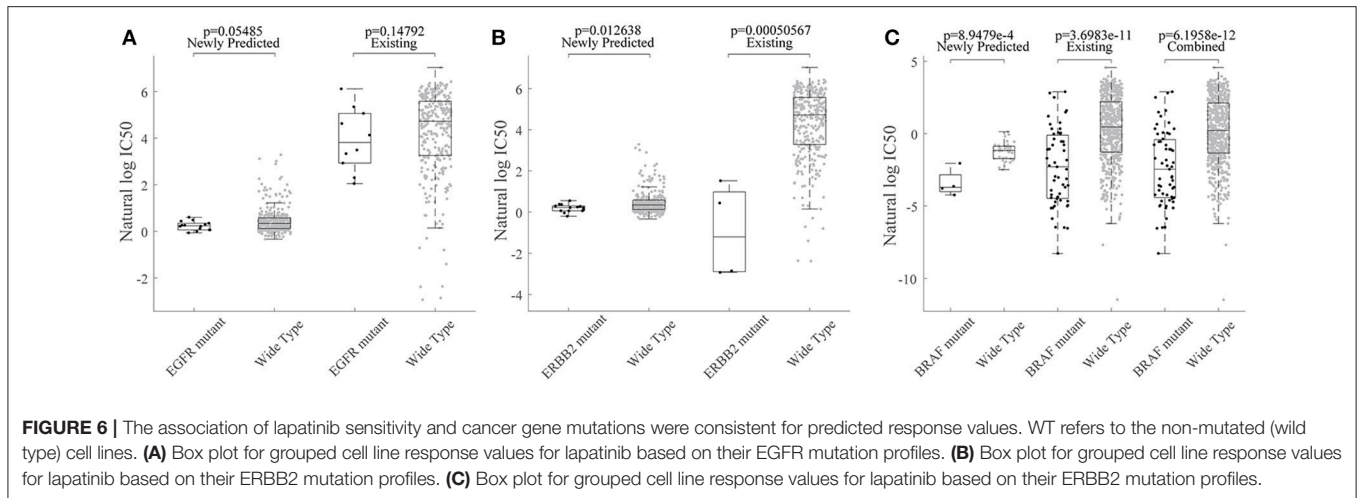 A
p=0.05485
Newly Predicted
p=0.14792
Existing
Natural log IC50
6
4
2
0
-2
EGFR mutant
Wide Type
EGFR mutant
Wide Type
B
p=0.012638
Newly Predicted
p=0.00050567
Existing
Natural log IC50
6
4
2
0
-2
-4
ERBB2 mutant
Wide Type
ERBB2 mutant
Wide Type
C
p=8.9479e-4
Newly Predicted
p=3.6983e-11
Existing
p=6.1958e-12
Combined
Natural log IC50
5
0
-5
-10
BRAF mutant
Wide Type
BRAF mutant
Wide Type
BRAF mutant
Wide Type
FIGURE 6 | The association of lapatinib sensitivity and cancer gene mutations were consistent for predicted response values. WT refers to the non-mutated (wild
type) cell lines. (A) Box plot for grouped cell line response values for lapatinib based on their EGFR mutation profiles. (B) Box plot for grouped cell line response values
for lapatinib based on their ERBB2 mutation profiles. (C) Box plot for grouped cell line response values for lapatinib based on their ERBB2 mutation profiles.